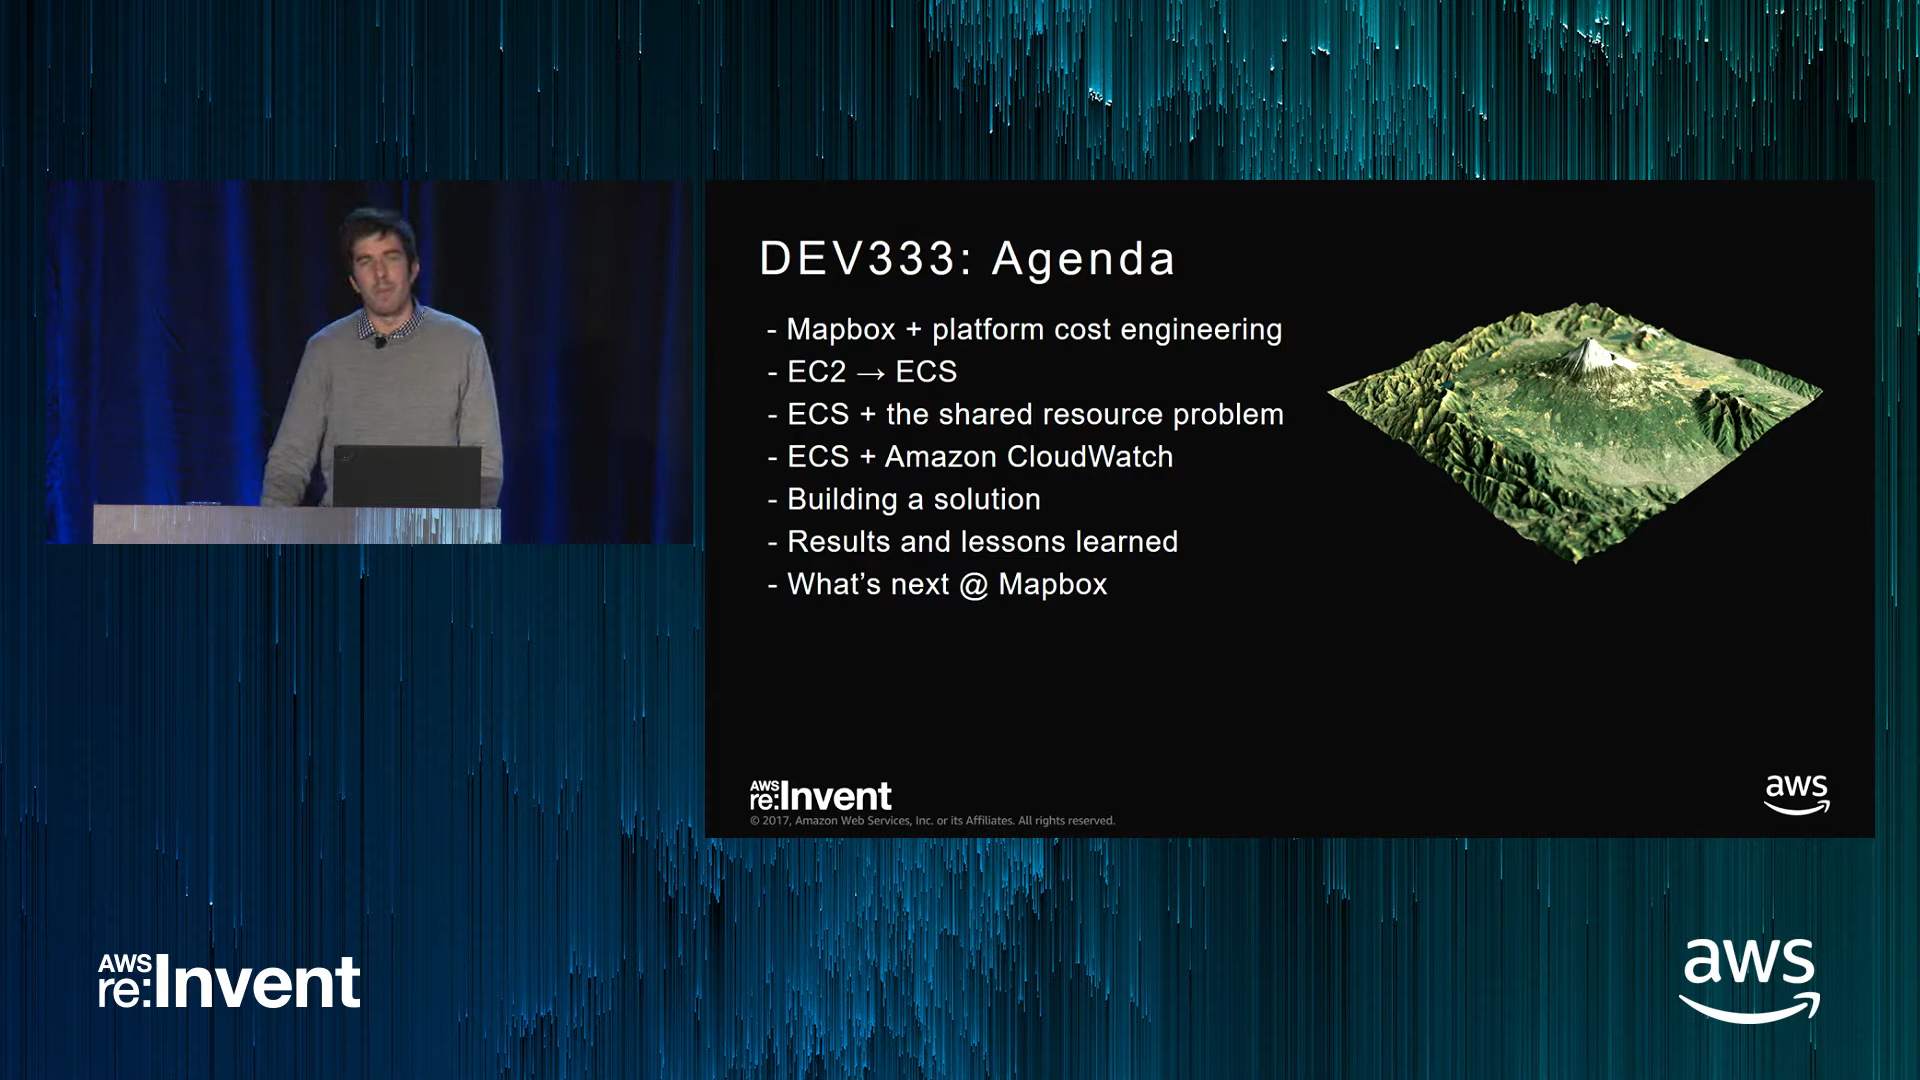 DEV333: Agenda
- Mapbox + platform cost engineering
- EC2 → ECS
- ECS + the shared resource problem
- ECS + Amazon CloudWatch
- Building a solution
- Results and lessons learned
- What’s next @ Mapbox
AWS
re:Invent
© 2017, Amazon Web Services, Inc. or its Affiliates. All rights reserved.
aws
AWS
re:Invent
aws